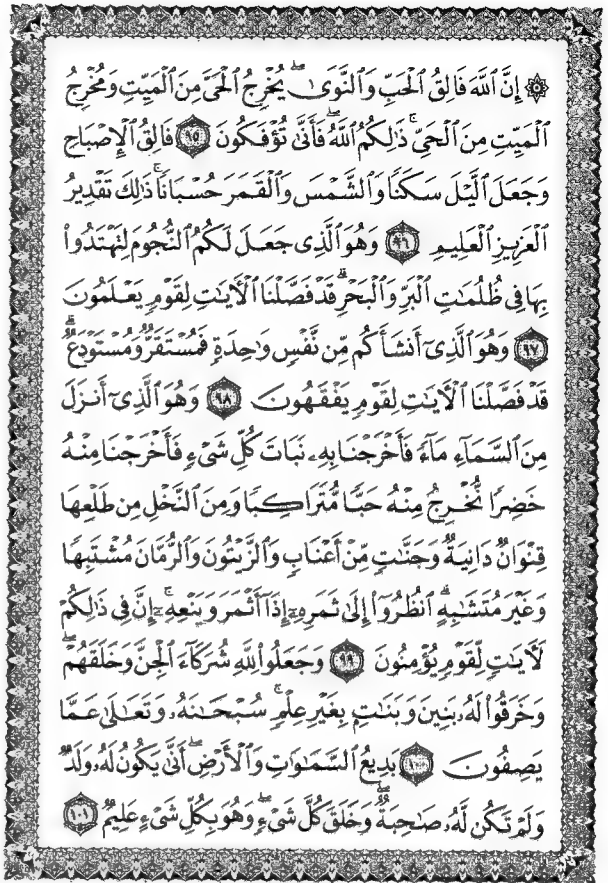 ۞ إِنَّ ٱللَّهَ فَالِقُ ٱلْحَبِّ وَٱلنَّوَىٰ ۖ يُخْرِجُ ٱلْحَىَّ مِنَ ٱلْمَيِّتِ وَمُخْرِجُ
ٱلْمَيِّتِ مِنَ ٱلْحَىِّ ۚ ذَٰلِكُمُ ٱللَّهُ ۖ فَأَنَّىٰ تُؤْفَكُونَ ٩٥ فَالِقُ ٱلْإِصْبَاحِ
وَجَعَلَ ٱلَّيْلَ سَكَنًا وَٱلشَّمْسَ وَٱلْقَمَرَ حُسْبَانًا ۚ ذَٰلِكَ تَقْدِيرُ
ٱلْعَزِيزِ ٱلْعَلِيمِ ٩٦ وَهُوَ ٱلَّذِى جَعَلَ لَكُمُ ٱلنُّجُومَ لِتَهْتَدُوا۟
بِهَا فِى ظُلُمَٰتِ ٱلْبَرِّ وَٱلْبَحْرِ ۗ قَدْ فَصَّلْنَا ٱلْءَايَٰتِ لِقَوْمٍ يَعْلَمُونَ
٩٧ وَهُوَ ٱلَّذِىٓ أَنشَأَكُم مِّن نَّفْسٍ وَٰحِدَةٍ فَمُسْتَقَرٌّ وَمُسْتَوْدَعٌ ۗ
قَدْ فَصَّلْنَا ٱلْءَايَٰتِ لِقَوْمٍ يَفْقَهُونَ ٩٨ وَهُوَ ٱلَّذِىٓ أَنزَلَ
مِنَ ٱلسَّمَآءِ مَآءً فَأَخْرَجْنَا بِهِۦ نَبَاتَ كُلِّ شَىْءٍ فَأَخْرَجْنَا مِنْهُ
خَضِرًا نُّخْرِجُ مِنْهُ حَبًّا مُّتَرَاكِبًا وَمِنَ ٱلنَّخْلِ مِن طَلْعِهَا
قِنْوَانٌ دَانِيَةٌ وَجَنَّٰتٍ مِّنْ أَعْنَابٍ وَٱلزَّيْتُونَ وَٱلرُّمَّانَ مُشْتَبِهًا
وَغَيْرَ مُتَشَٰبِهٍ ۗ ٱنظُرُوٓا۟ إِلَىٰ ثَمَرِهِۦٓ إِذَآ أَثْمَرَ وَيَنْعِهِۦٓ ۚ إِنَّ فِى ذَٰلِكُمْ
لَءَايَٰتٍ لِّقَوْمٍ يُؤْمِنُونَ ٩٩ وَجَعَلُوا۟ لِلَّهِ شُرَكَآءَ ٱلْجِنَّ وَخَلَقَهُمْ ۖ
وَخَرَقُوا۟ لَهُۥ بَنِينَ وَبَنَٰتٍۭ بِغَيْرِ عِلْمٍ ۚ سُبْحَٰنَهُۥ وَتَعَٰلَىٰ عَمَّا
يَصِفُونَ ١٠٠ بَدِيعُ ٱلسَّمَٰوَٰتِ وَٱلْأَرْضِ ۖ أَنَّىٰ يَكُونُ لَهُۥ وَلَدٌ
وَلَمْ تَكُن لَّهُۥ صَٰحِبَةٌ ۖ وَخَلَقَ كُلَّ شَىْءٍ ۖ وَهُوَ بِكُلِّ شَىْءٍ عَلِيمٌ ١٠١